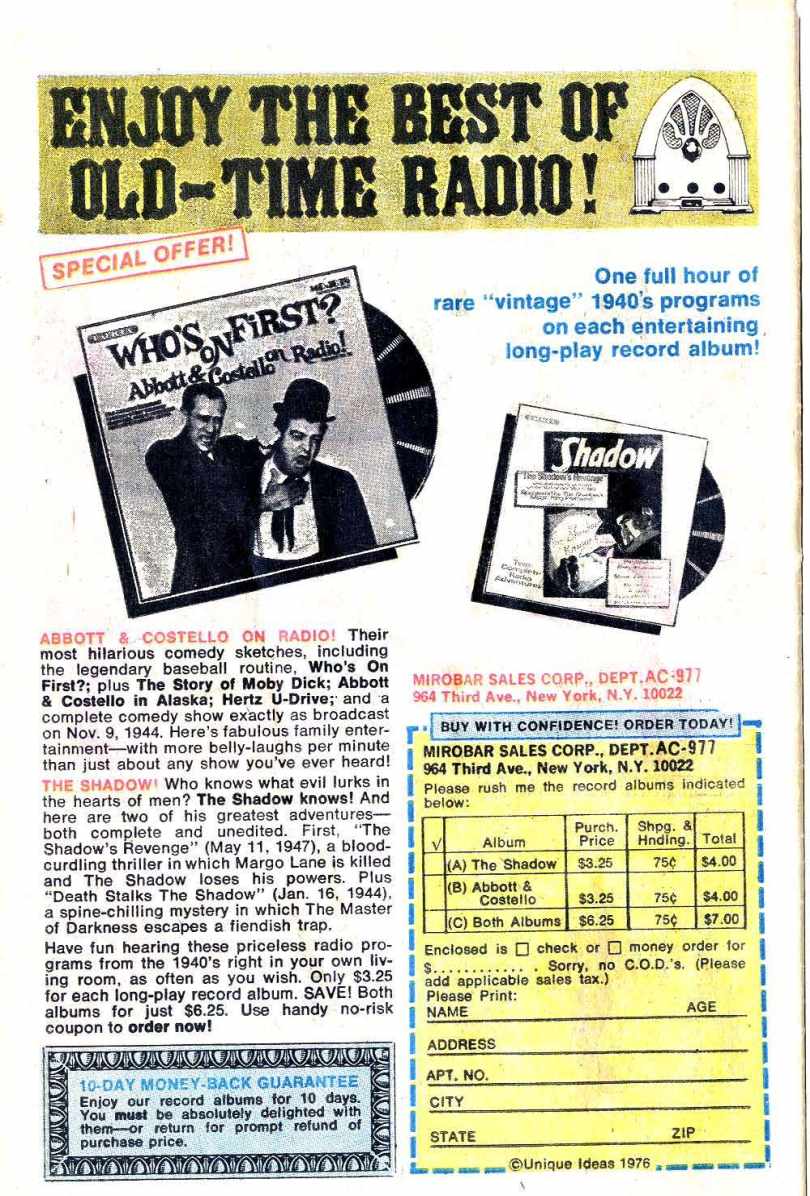 ENJOY THE BEST OF
OLD-TIME RADIO!
SPECIAL OFFER!
One full hour of
rare "vintage" 1940's programs
on each entertaining
long-play record album!
WHO'S ON FiRST?
Abbott & Costello on Radio!
The Shadow
The Shadow's Revenge
Two
Complete
Radio
Adventures
ABBOTT & COSTELLO ON RADIO! Their
most hilarious comedy sketches, including
the legendary baseball routine, Who's On
First?; plus The Story of Moby Dick; Abbott
& Costello in Alaska; Hertz U-Drive; and a
complete comedy show exactly as broadcast
on Nov. 9, 1944. Here's fabulous family enter-
tainment—with more belly-laughs per minute
than just about any show you've ever heard!
THE SHADOW! Who knows what evil lurks in
the hearts of men? The Shadow knows! And
here are two of his greatest adventures—
both complete and unedited. First, "The
Shadow's Revenge" (May 11, 1947), a blood-
curdling thriller in which Margo Lane is killed
and The Shadow loses his powers. Plus
"Death Stalks The Shadow" (Jan. 16, 1944),
a spine-chilling mystery in which The Master
of Darkness escapes a fiendish trap.
Have fun hearing these priceless radio pro-
grams from the 1940's right in your own liv-
ing room, as often as you wish. Only $3.25
for each long-play record album. SAVE! Both
albums for just $6.25. Use handy no-risk
coupon to order now!
10-DAY MONEY-BACK GUARANTEE
Enjoy our record albums for 10 days.
You must be absolutely delighted with
them—or return for prompt refund of
purchase price.
MIROBAR SALES CORP., DEPT.AC-977
964 Third Ave., New York, N.Y. 10022
BUY WITH CONFIDENCE! ORDER TODAY!
MIROBAR SALES CORP., DEPT.AC-977
964 Third Ave., New York, N.Y. 10022
Please rush me the record albums indicated
below:
√ Album Purch. Price Shpg. & Hndlng. Total
(A) The Shadow $3.25 75¢ $4.00
(B) Abbott &
Costello $3.25 75¢ $4.00
(C) Both Albums $6.25 75¢ $7.00
Enclosed is ☐ check or ☐ money order for
$............. Sorry, no C.O.D.'s. (Please
add applicable sales tax.)
Please Print:
NAME AGE
ADDRESS
APT. NO.
CITY
STATE ZIP
©Unique Ideas 1976